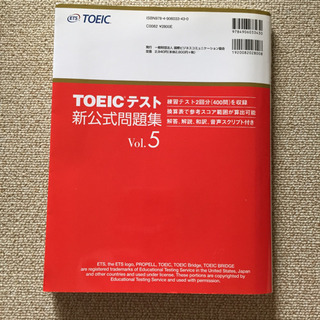 ETS TOEIC
C0082 ¥2800E
TOEICテスト
新公式問題集
Vol.5
練習テスト2回分(400問)を収録
換算表で参考スコア範囲が算出可能
解答、解説、和訳、音声スクリプト付き
ETS, the ETS logo, PROPELL, TOEIC, TOEIC Bridge, TOEIC BRIDGE
are registered trademarks of Educational Testing Service in the United States, Japan
and other countries and used under license. These portions are copyrighted by
Educational Testing Service and used with permission.